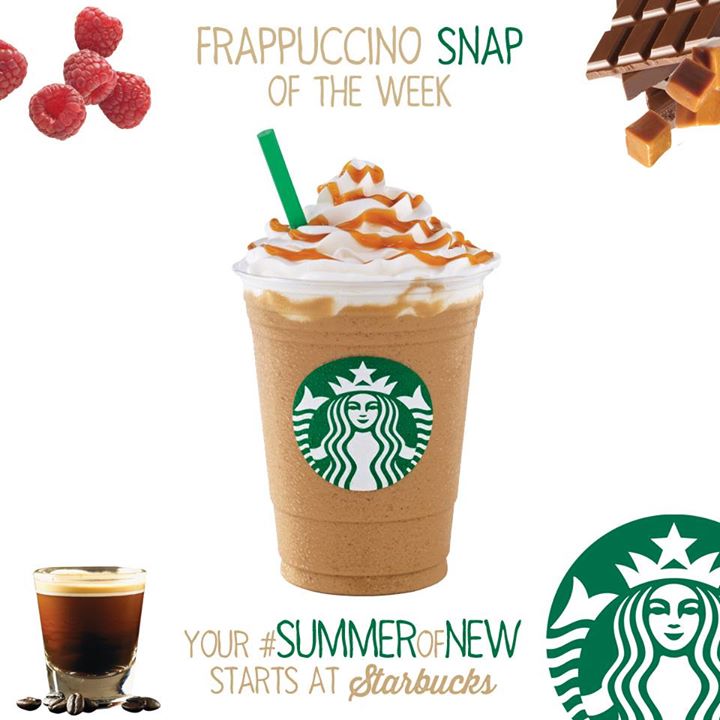 FRAPPUCCINO SNAP
OF THE WEEK
YOUR #SUMMEROFNEW
STARTS AT Starbucks